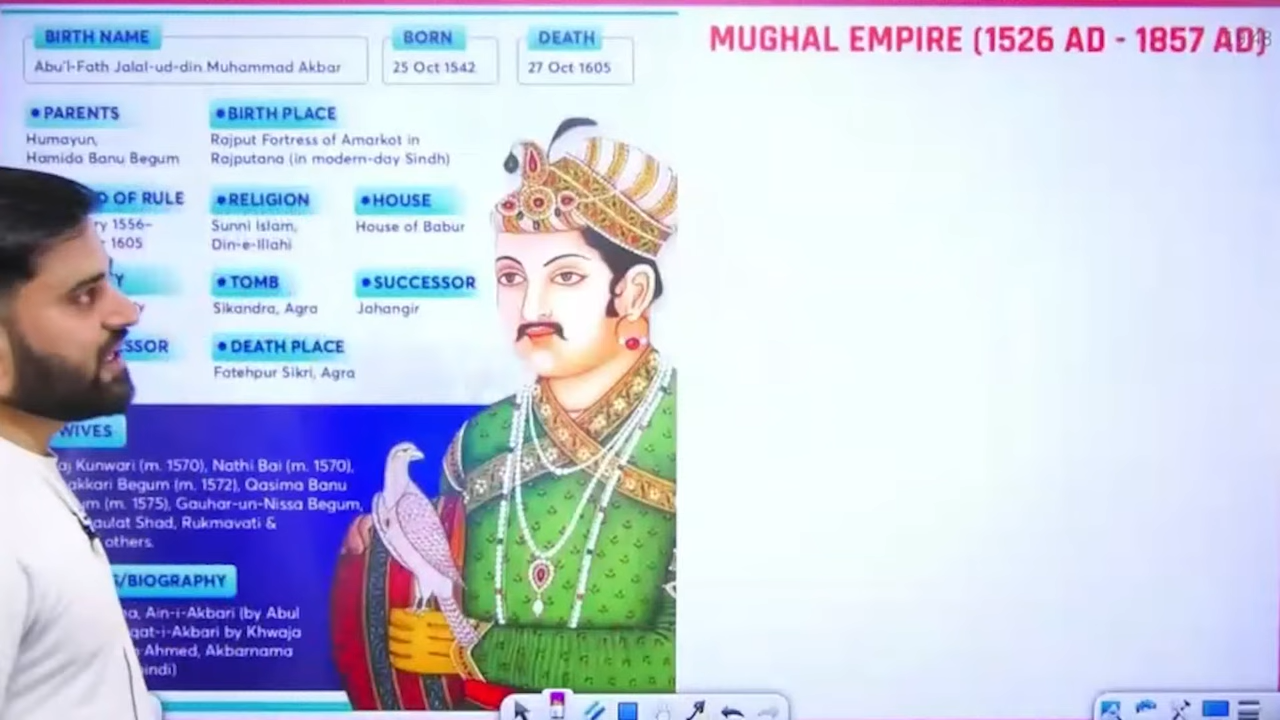 MUGHAL EMPIRE (1526 AD - 1857 AD)
BIRTH NAME
Abu'l-Fath Jalal-ud-din Muhammad Akbar
BORN
25 Oct 1542
DEATH
27 Oct 1605
PARENTS
Humayun,
Hamida Banu Begum
BIRTH PLACE
Rajput Fortress of Amarkot in
Rajputana (in modern-day Sindh)
OF RULE
1556-
1605
RELIGION
Sunni Islam,
Din-e-Illahi
HOUSE
House of Babur
TOMB
Sikandra, Agra
SUCCESSOR
Jahangir
DEATH PLACE
Fatehpur Sikri, Agra
WIVES
Kunwari (m. 1570), Nathi Bai (m. 1570),
Begum (m. 1572), Qasima Banu
(m. 1575), Gauhar-un-Nissa Begum,
Shad, Rukmavati &
others.
/BIOGRAPHY
Ain-i-Akbari (by Abul
-i-Akbari by Khwaja
Ahmed, Akbarnama